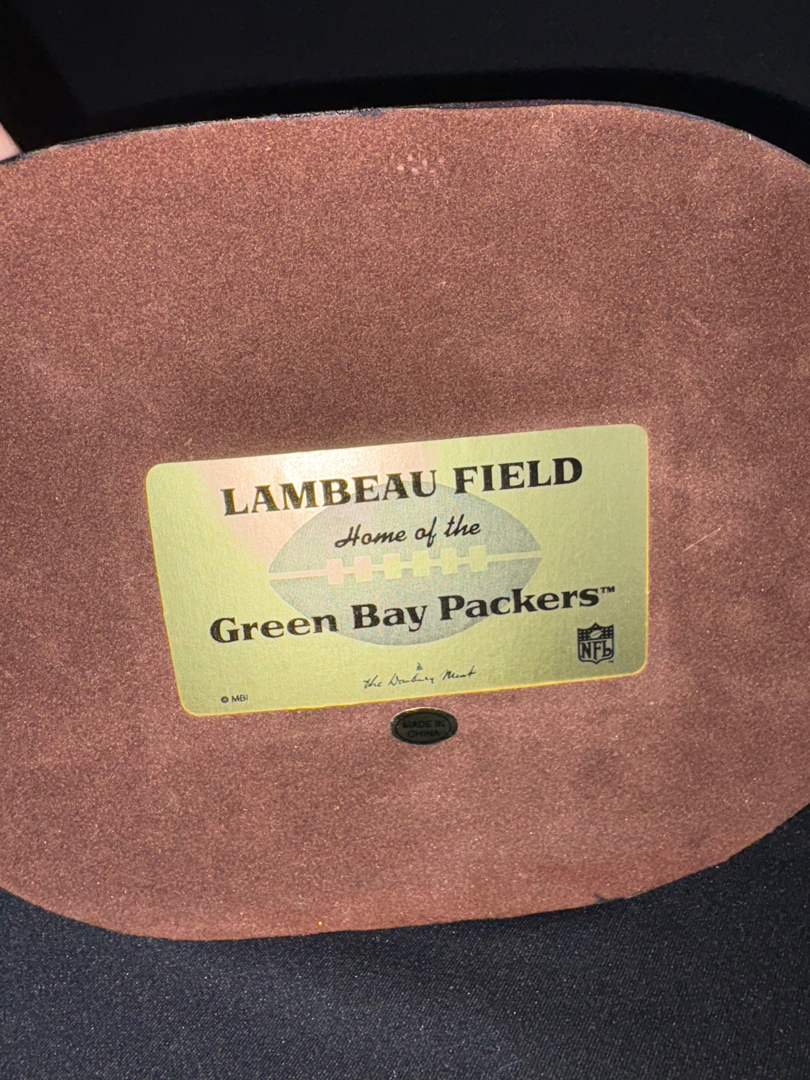 LAMBEAU FIELD
Home of the
Green Bay Packers™
NFL
The Danbury Mint
© MBI
MADE IN
CHINA